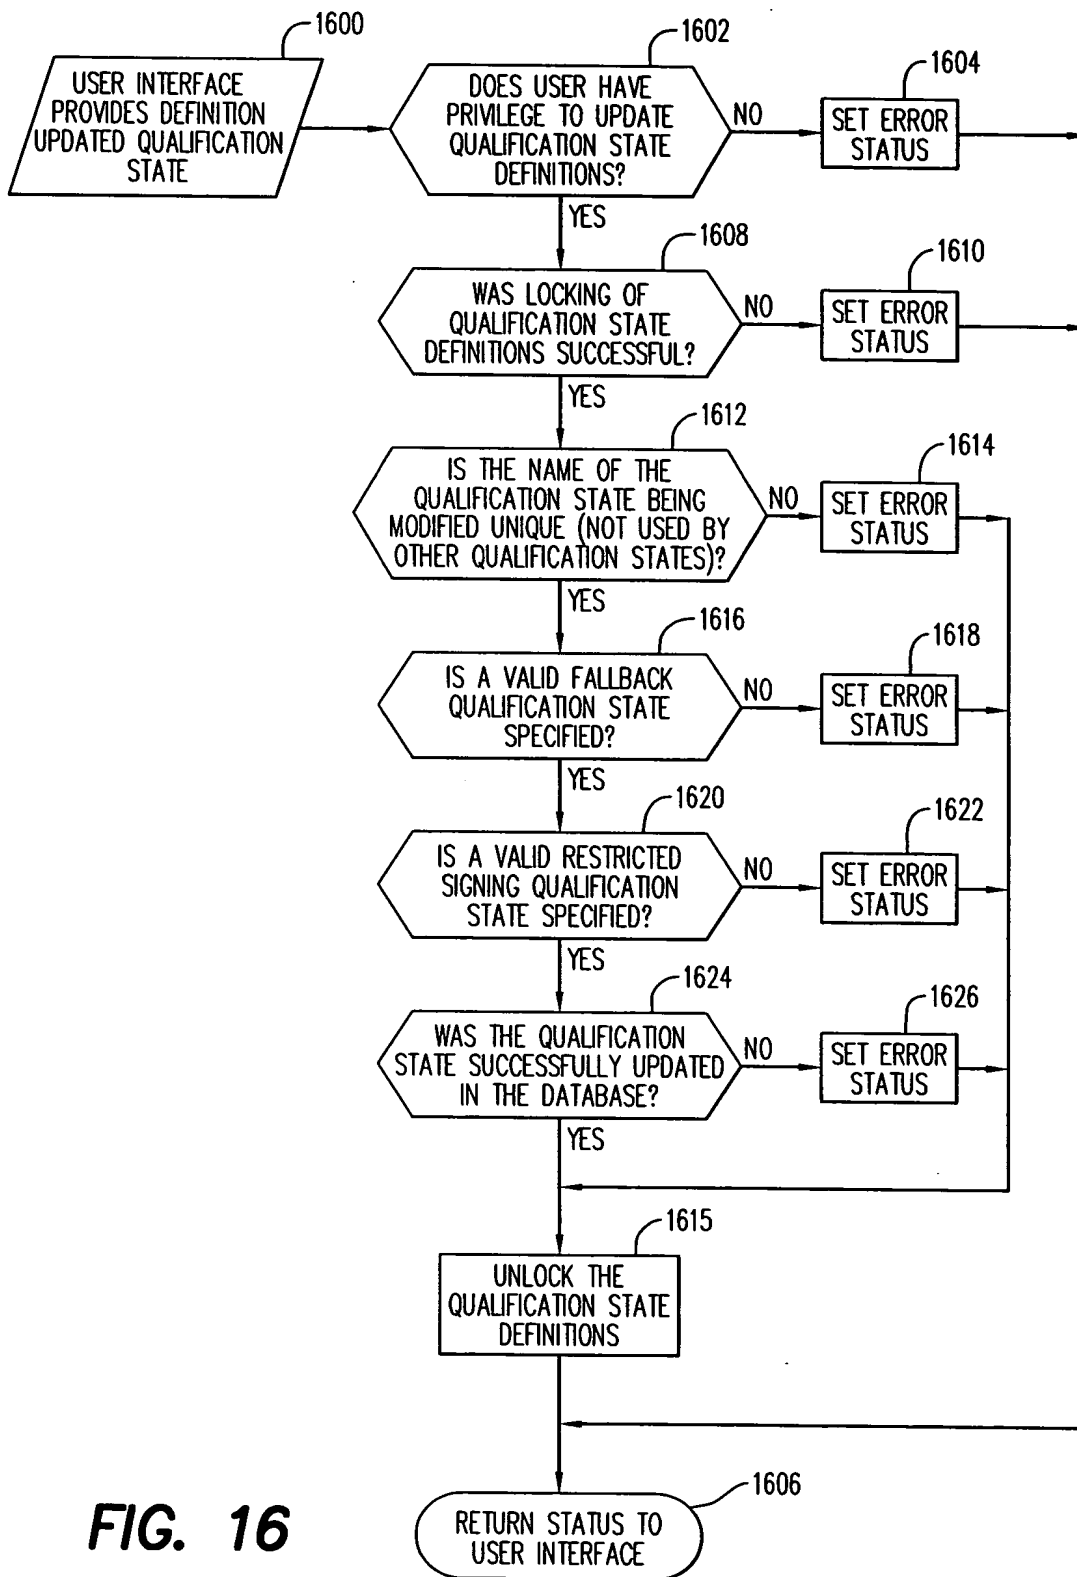 1600
USER INTERFACE
PROVIDES DEFINITION
UPDATED QUALIFICATION
STATE
1602
DOES USER HAVE
PRIVILEGE TO UPDATE
QUALIFICATION STATE
DEFINITIONS?
NO
1604
SET ERROR
STATUS
YES
1608
WAS LOCKING OF
QUALIFICATION STATE
DEFINITIONS SUCCESSFUL?
NO
1610
SET ERROR
STATUS
YES
1612
IS THE NAME OF THE
QUALIFICATION STATE BEING
MODIFIED UNIQUE (NOT USED BY
OTHER QUALIFICATION STATES)?
NO
1614
SET ERROR
STATUS
YES
1616
IS A VALID FALLBACK
QUALIFICATION STATE
SPECIFIED?
NO
1618
SET ERROR
STATUS
YES
1620
IS A VALID RESTRICTED
SIGNING QUALIFICATION
STATE SPECIFIED?
NO
1622
SET ERROR
STATUS
YES
1624
WAS THE QUALIFICATION
STATE SUCCESSFULLY UPDATED
IN THE DATABASE?
NO
1626
SET ERROR
STATUS
YES
1615
UNLOCK THE
QUALIFICATION STATE
DEFINITIONS
1606
RETURN STATUS TO
USER INTERFACE
FIG. 16